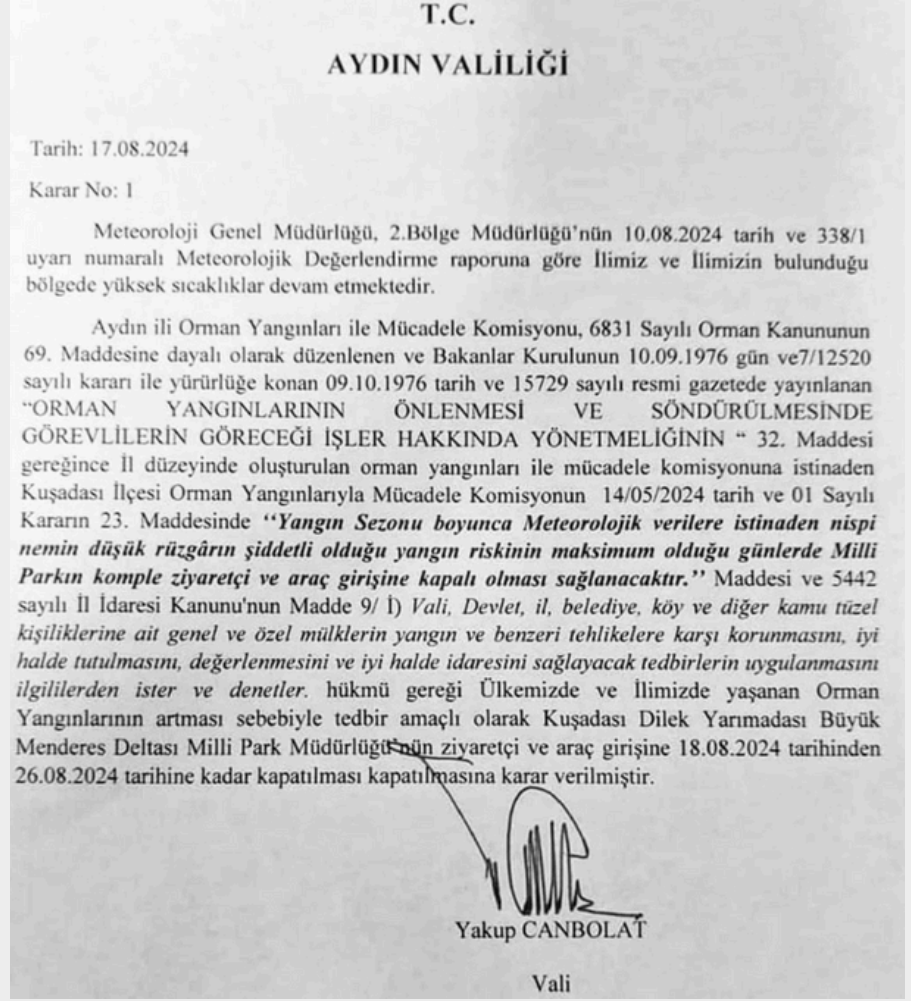 T.C.
AYDIN VALİLİĞİ
Tarih: 17.08.2024
Karar No: 1
Meteoroloji Genel Müdürlüğü, 2.Bölge Müdürlüğü'nün 10.08.2024 tarih ve 338/1
uyarı numaralı Meteorolojik Değerlendirme raporuna göre İlimiz ve İlimizin bulunduğu
bölgede yüksek sıcaklıklar devam etmektedir.
Aydın ili Orman Yangınları ile Mücadele Komisyonu, 6831 Sayılı Orman Kanununun
69. Maddesine dayalı olarak düzenlenen ve Bakanlar Kurulunun 10.09.1976 gün ve7/12520
sayılı kararı ile yürürlüğe konan 09.10.1976 tarih ve 15729 sayılı resmi gazetede yayınlanan
"ORMAN YANGINLARININ ÖNLENMESİ VE SÖNDÜRÜLMESİNDE
GÖREVLİLERİN GÖRECEĞİ İŞLER HAKKINDA YÖNETMELİĞİNİN " 32. Maddesi
gereğince İl düzeyinde oluşturulan orman yangınları ile mücadele komisyonuna istinaden
Kuşadası İlçesi Orman Yangınlarıyla Mücadele Komisyonun 14/05/2024 tarih ve 01 Sayılı
Kararın 23. Maddesinde "Yangın Sezonu boyunca Meteorolojik verilere istinaden nispi
nemin düşük rüzgârın şiddetli olduğu yangın riskinin maksimum olduğu günlerde Milli
Parkın komple ziyaretçi ve araç girişine kapalı olması sağlanacaktır." Maddesi ve 5442
sayılı İl İdaresi Kanunu'nun Madde 9/ İ) Vali, Devlet, il, belediye, köy ve diğer kamu tüzel
kişiliklerine ait genel ve özel mülklerin yangın ve benzeri tehlikelere karşı korunmasını, iyi
halde tutulmasını, değerlenmesini ve iyi halde idaresini sağlayacak tedbirlerin uygulanmasını
ilgililerden ister ve denetler. hükmü gereği Ülkemizde ve İlimizde yaşanan Orman
Yangınlarının artması sebebiyle tedbir amaçlı olarak Kuşadası Dilek Yarımadası Büyük
Menderes Deltası Milli Park Müdürlüğü'nün ziyaretçi ve araç girişine 18.08.2024 tarihinden
26.08.2024 tarihine kadar kapatılması kapatılmasına karar verilmiştir.
Yakup CANBOLAT
Vali